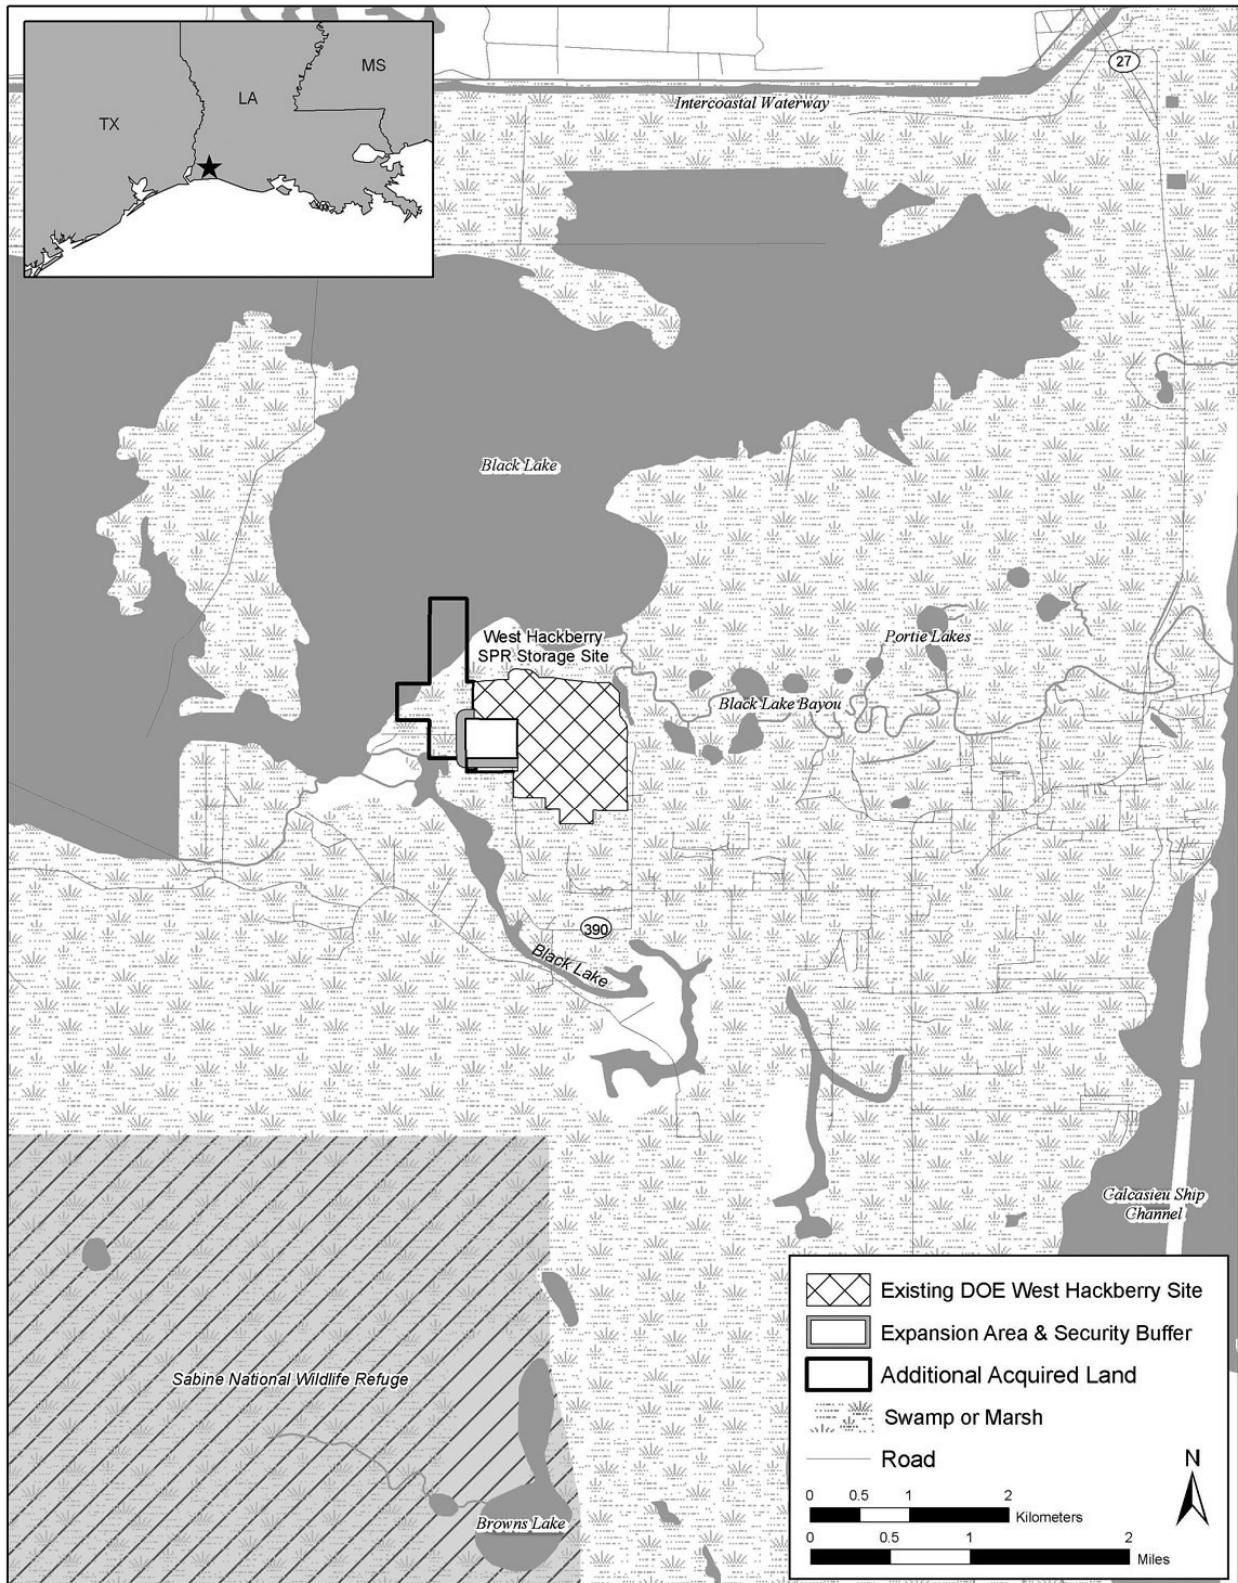 MS
LA
TX
27
Intercoastal Waterway
Black Lake
West Hackberry
SPR Storage Site
Portie Lakes
Black Lake Bayou
390
Black Lake
Calcasieu Ship
Channel
Sabine National Wildlife Refuge
Browns Lake
Existing DOE West Hackberry Site
Expansion Area & Security Buffer
Additional Acquired Land
Swamp or Marsh
Road
N
0 0.5 1 2
Kilometers
0 0.5 1 2
Miles